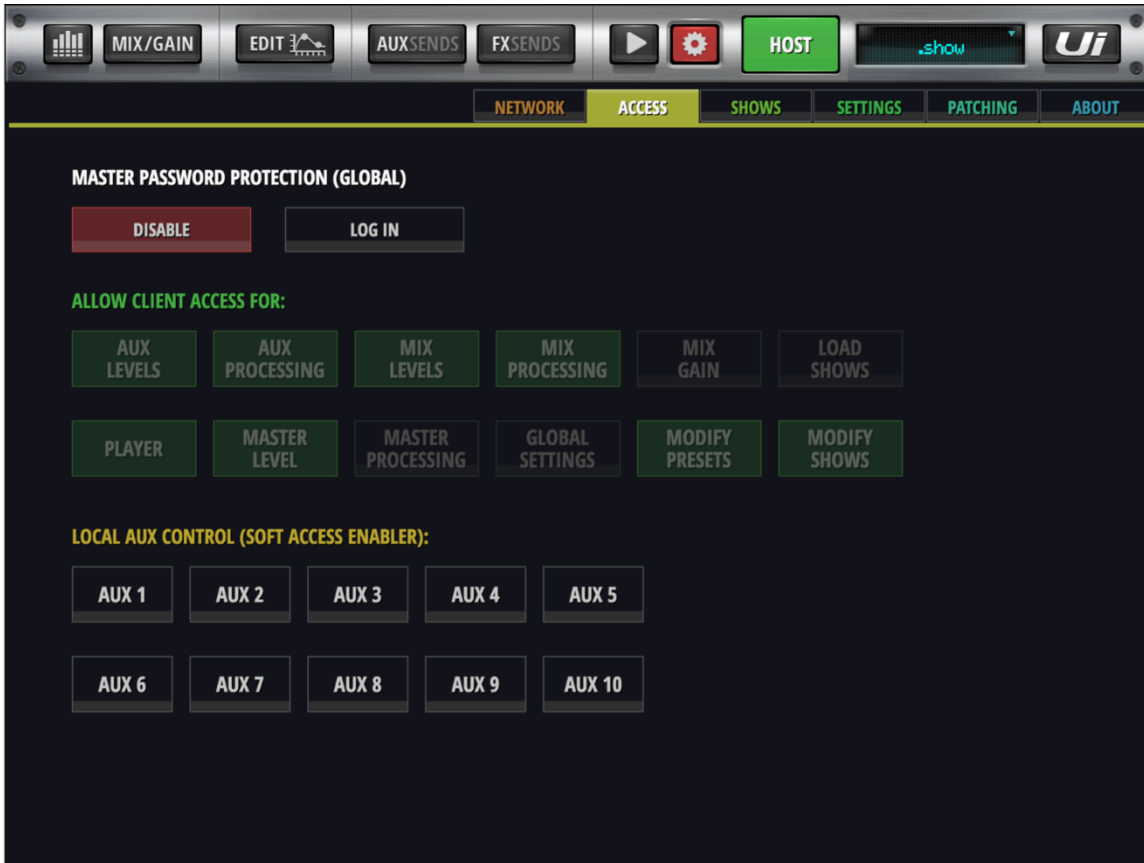 MIX/GAIN EDIT AUXSENDS FXSENDS HOST .show Ui
NETWORK ACCESS SHOWS SETTINGS PATCHING ABOUT
MASTER PASSWORD PROTECTION (GLOBAL)
DISABLE LOG IN
ALLOW CLIENT ACCESS FOR:
AUX LEVELS AUX PROCESSING MIX LEVELS MIX PROCESSING MIX GAIN LOAD SHOWS
PLAYER MASTER LEVEL MASTER PROCESSING GLOBAL SETTINGS MODIFY PRESETS MODIFY SHOWS
LOCAL AUX CONTROL (SOFT ACCESS ENABLER):
AUX 1 AUX 2 AUX 3 AUX 4 AUX 5
AUX 6 AUX 7 AUX 8 AUX 9 AUX 10